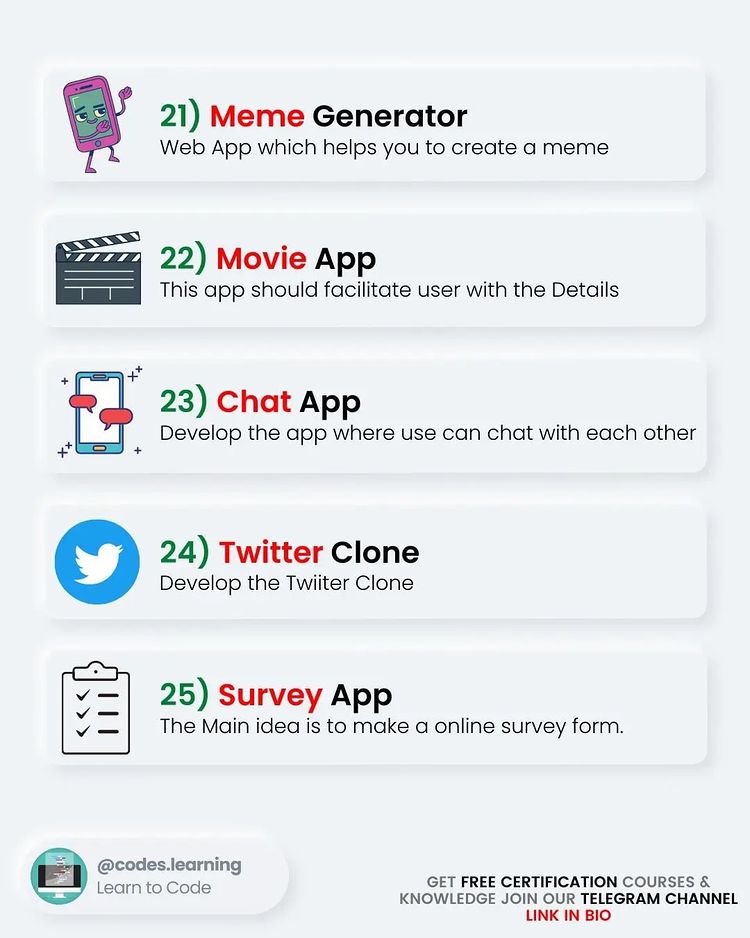 21) Meme Generator
Web App which helps you to create a meme
22) Movie App
This app should facilitate user with the Details
23) Chat App
Develop the app where use can chat with each other
24) Twitter Clone
Develop the Twiiter Clone
25) Survey App
The Main idea is to make a online survey form.
@codes.learning
Learn to Code
GET FREE CERTIFICATION COURSES &
KNOWLEDGE JOIN OUR TELEGRAM CHANNEL
LINK IN BIO